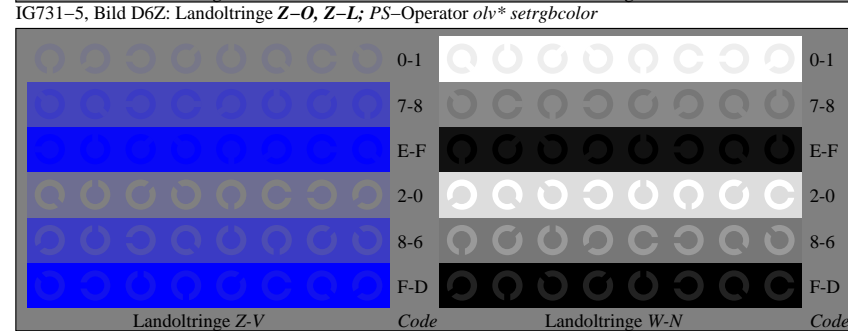 IG731–5, Bild D6Z: Landoltringe Z–O, Z–L; PS–Operator olv* setrgbcolor
0-1 0-1
7-8 7-8
E-F E-F
2-0 2-0
8-6 8-6
F-D F-D
Landoltringe Z-V Code Landoltringe W-N Code